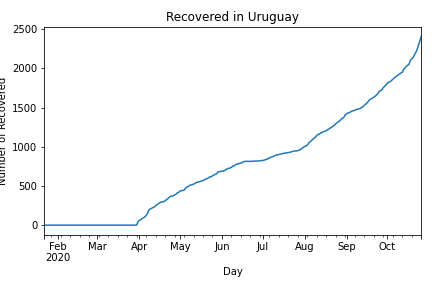 Recovered in Uruguay
Number of Recovered
2500
2000
1500
1000
500
0
Feb Mar Apr May Jun Jul Aug Sep Oct
2020
Day